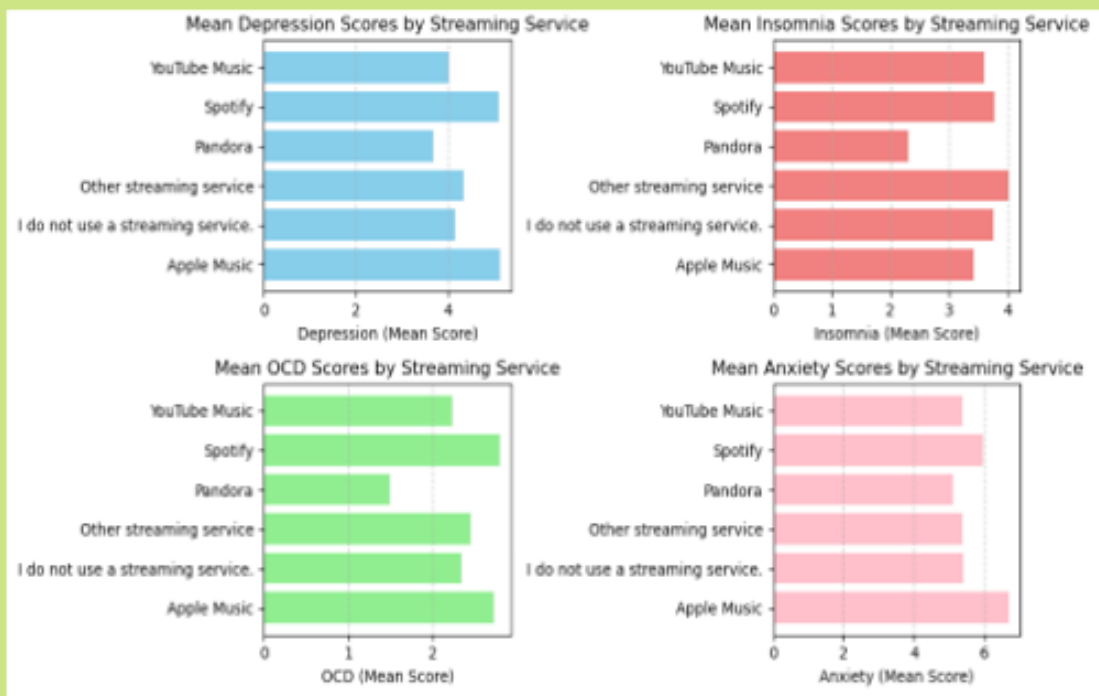 Mean Depression Scores by Streaming Service
YouTube Music
Spotify
Pandora
Other streaming service
I do not use a streaming service.
Apple Music
0 2 4
Depression (Mean Score)
Mean Insomnia Scores by Streaming Service
YouTube Music
Spotify
Pandora
Other streaming service
I do not use a streaming service.
Apple Music
0 1 2 3 4
Insomnia (Mean Score)
Mean OCD Scores by Streaming Service
YouTube Music
Spotify
Pandora
Other streaming service
I do not use a streaming service.
Apple Music
0 1 2
OCD (Mean Score)
Mean Anxiety Scores by Streaming Service
YouTube Music
Spotify
Pandora
Other streaming service
I do not use a streaming service.
Apple Music
0 2 4 6
Anxiety (Mean Score)